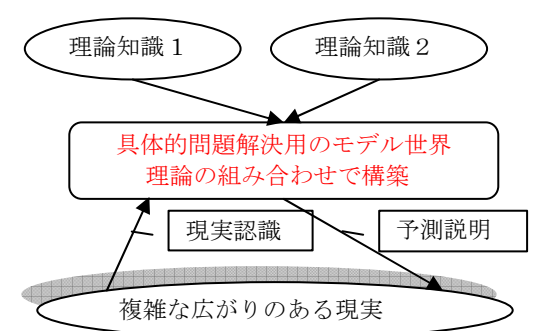 理論知識１
理論知識２
具体的問題解決用のモデル世界
理論の組み合わせで構築
現実認識
予測説明
複雑な広がりのある現実